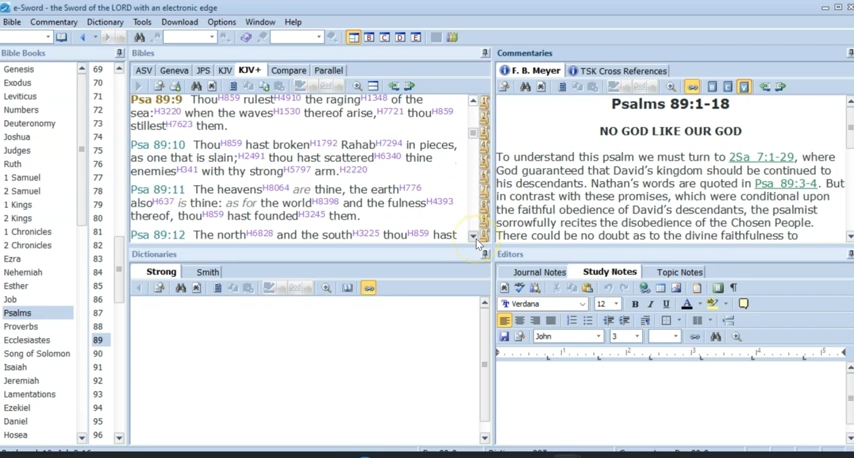 e-Sword - the Sword of the LORD with an electronic edge
Bible Commentary Dictionary Tools Download Options Window Help
B C D E
Bible Books
Genesis
Exodus
Leviticus
Numbers
Deuteronomy
Joshua
Judges
Ruth
1 Samuel
2 Samuel
1 Kings
2 Kings
1 Chronicles
2 Chronicles
Ezra
Nehemiah
Esther
Job
Psalms
Proverbs
Ecclesiastes
Song of Solomon
Isaiah
Jeremiah
Lamentations
Ezekiel
Daniel
Hosea
69
70
71
72
73
74
75
76
77
78
79
80
81
82
83
84
85
86
87
88
89
90
91
92
93
94
95
96
Bibles
ASV Geneva JPS KJV KJV+ Compare Parallel
Psa 89:9 ThouH859 rulestH4910 the ragingH1348 of the
sea:H3220 when the wavesH1530 thereof arise,H7721 thouH859
stillestH7623 them.
Psa 89:10 ThouH859 hast brokenH1792 RahabH7294 in pieces,
as one that is slain;H2491 thou hast scatteredH6340 thine
enemiesH341 with thy strongH5797 arm.H2220
Psa 89:11 The heavensH8064 are thine, the earthH776
alsoH637 is thine: as for the worldH8398 and the fulnessH4393
thereof, thouH859 hast foundedH3245 them.
Psa 89:12 The northH6828 and the southH3225 thouH859 hast
Dictionaries
Strong Smith
Commentaries
F. B. Meyer TSK Cross References
Psalms 89:1-18
NO GOD LIKE OUR GOD
To understand this psalm we must turn to 2Sa 7:1-29, where
God guaranteed that David's kingdom should be continued to
his descendants. Nathan's words are quoted in Psa 89:3-4. But
in contrast with these promises, which were conditional upon
the faithful obedience of David's descendants, the psalmist
sorrowfully recites the disobedience of the Chosen People.
There could be no doubt as to the divine faithfulness to
Editors
Journal Notes Study Notes Topic Notes
Verdana 12 B I U A
John 3
1 2 3 4 5